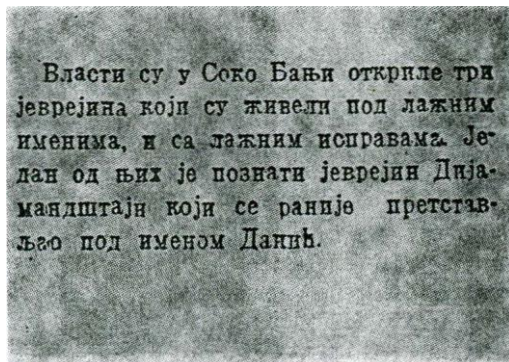 Власти су у Соко Бањи откриле три
јеврејина који су живели под лажним
именима, и са лажним исправама. Је-
дан од њих је познати јеврејин Дија-
мандштајн који се раније претстав-
љао под именом Данић.